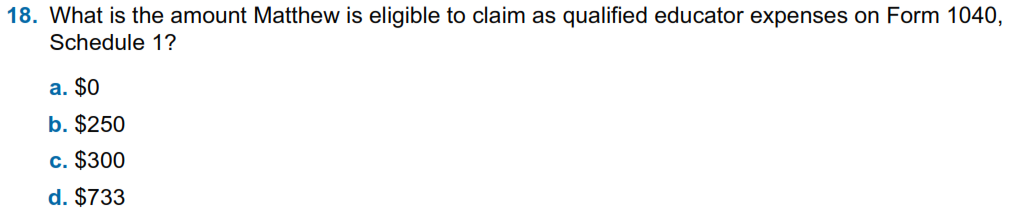 18. What is the amount Matthew is eligible to claim as qualified educator expenses on Form 1040,
Schedule 1?
a. $0
b. $250
c. $300
d. $733